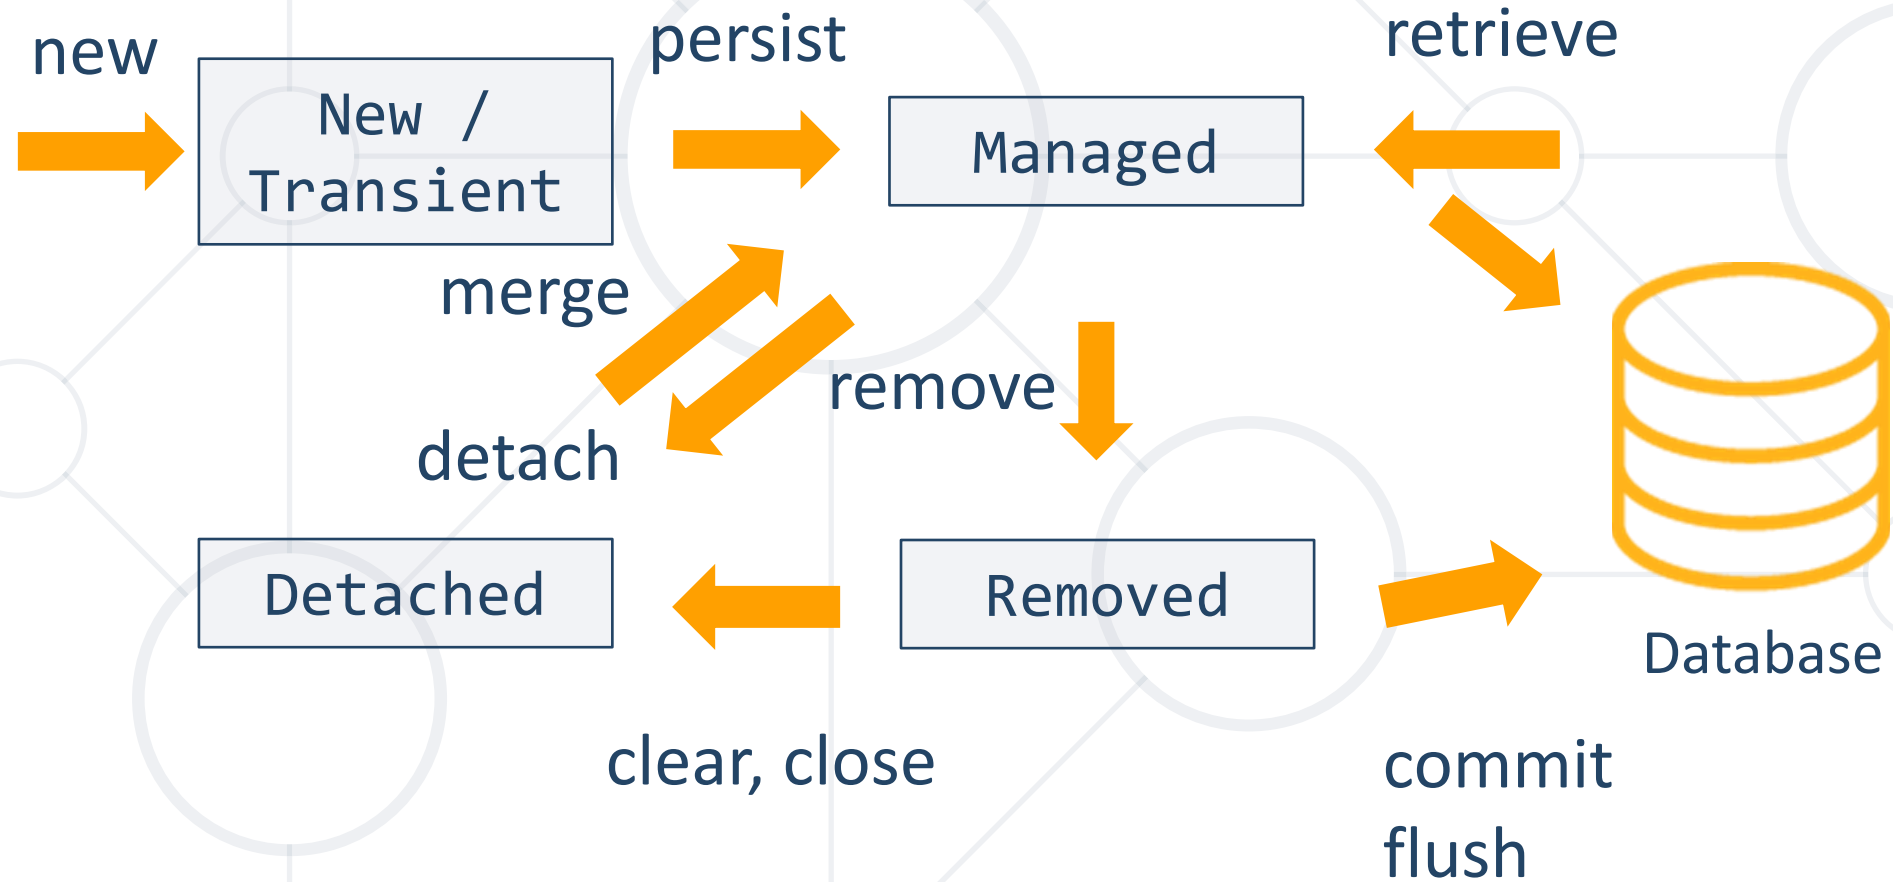 new
persist
retrieve
New /
Transient
Managed
merge
remove
detach
Detached
Removed
Database
clear, close
commit
flush